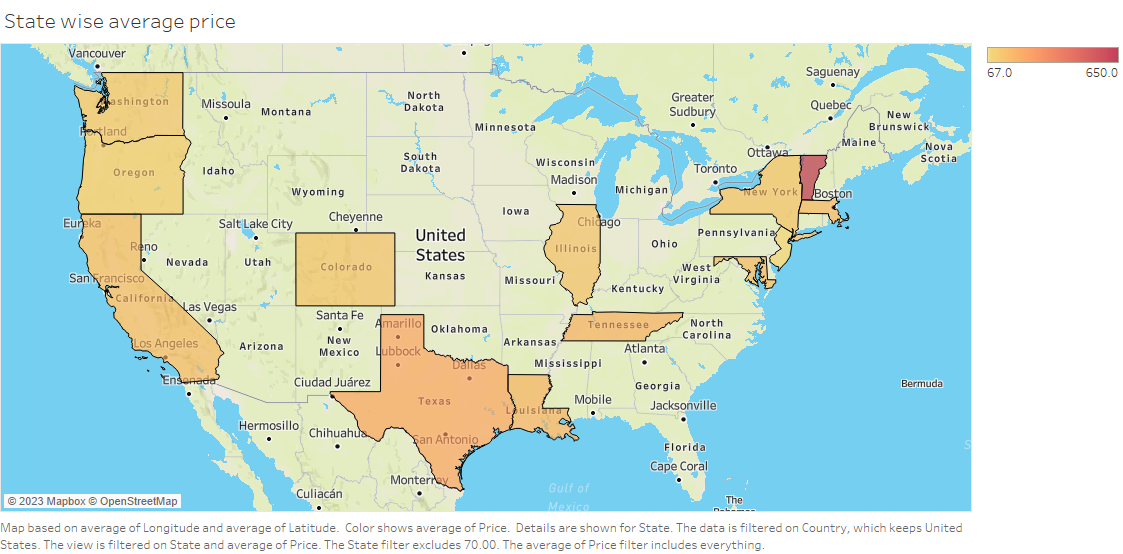 State wise average price
67.0
650.0
Vancouver
Washington
Missoula
Montana
North
Dakota
Minnesota
Greater
Sudbury
Saguenay
Quebec
New
Brunswick
Portland
Oregon
Idaho
South
Dakota
Wisconsin
Madison
Michigan
Ottawa
Toronto
Maine
Nova
Scotia
Wyoming
New York
Boston
Eureka
Salt Lake City
Cheyenne
Iowa
Chicago
United
States
Pennsylvania
Reno
Nevada
Utah
Colorado
Kansas
Illinois
Ohio
San Francisco
California
Missouri
West
Virginia
Kentucky
Las Vegas
Santa Fe
Amarillo
Oklahoma
Tennessee
North
Carolina
Los Angeles
Arizona
New
Mexico
Lubbock
Arkansas
Atlanta
Mississippi
Dallas
Ensenada
Ciudad Juárez
Georgia
Bermuda
Texas
Louisiana
Mobile
Jacksonville
Hermosillo
Chihuahua
San Antonio
Florida
Cape Coral
Monterrey
Culiacán
Gulf of
Mexico
The
Bahamas
© 2023 Mapbox © OpenStreetMap
Map based on average of Longitude and average of Latitude.  Color shows average of Price.  Details are shown for State. The data is filtered on Country, which keeps United
States. The view is filtered on State and average of Price. The State filter excludes 70.00. The average of Price filter includes everything.